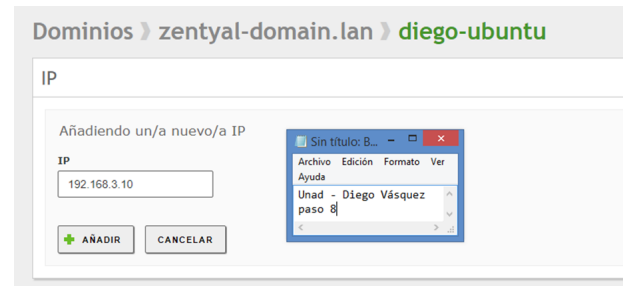 Dominios » zentyal-domain.lan » diego-ubuntu
IP
Añadiendo un/a nuevo/a IP
IP
192.168.3.10
AÑADIR CANCELAR
Sin título: B...
Archivo Edición Formato Ver
Ayuda
Unad - Diego Vásquez
paso 8